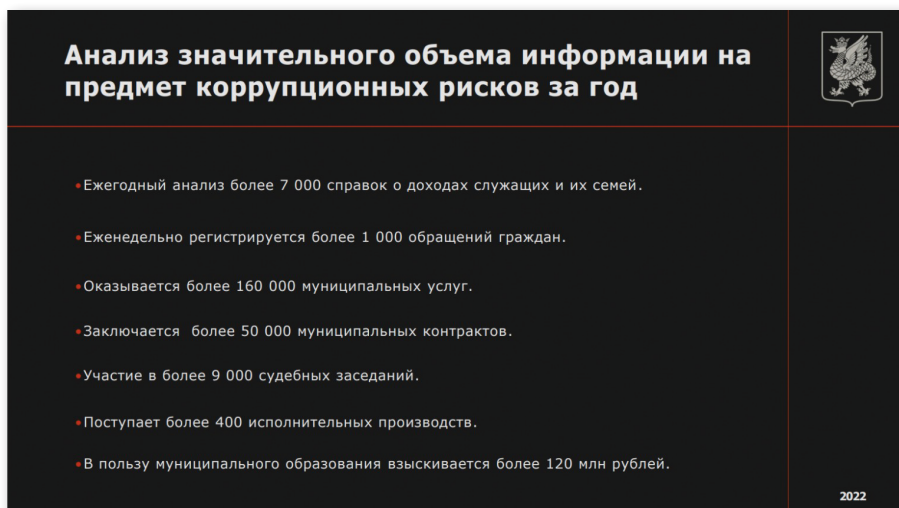 Анализ значительного объема информации на
предмет коррупционных рисков за год
•Ежегодный анализ более 7 000 справок о доходах служащих и их семей.
•Еженедельно регистрируется более 1 000 обращений граждан.
•Оказывается более 160 000 муниципальных услуг.
•Заключается  более 50 000 муниципальных контрактов.
•Участие в более 9 000 судебных заседаний.
•Поступает более 400 исполнительных производств.
•В пользу муниципального образования взыскивается более 120 млн рублей.
2022